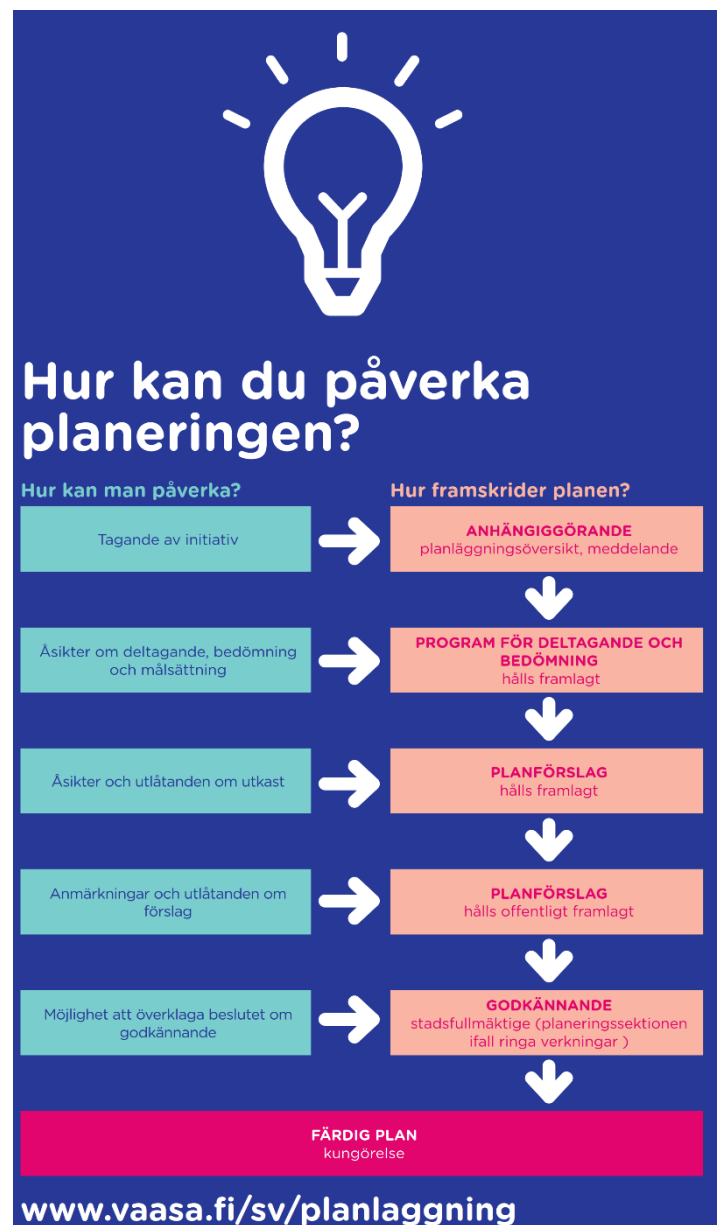 Hur kan du påverka
planeringen?
Hur kan man påverka?
Hur framskrider planen?
Tagande av initiativ
ANHÄNGIGGÖRANDE
planläggningsöversikt, meddelande
Åsikter om deltagande, bedömning
och målsättning
PROGRAM FÖR DELTAGANDE OCH
BEDÖMNING
hålls framlagt
Åsikter och utlåtanden om utkast
PLANFÖRSLAG
hålls framlagt
Anmärkningar och utlåtanden om
förslag
PLANFÖRSLAG
hålls offentligt framlagt
Möjlighet att överklaga beslutet om
godkännande
GODKÄNNANDE
stadsfullmäktige (planeringssektionen
ifall ringa verkningar )
FÄRDIG PLAN
kungörelse
www.vaasa.fi/sv/planlaggning